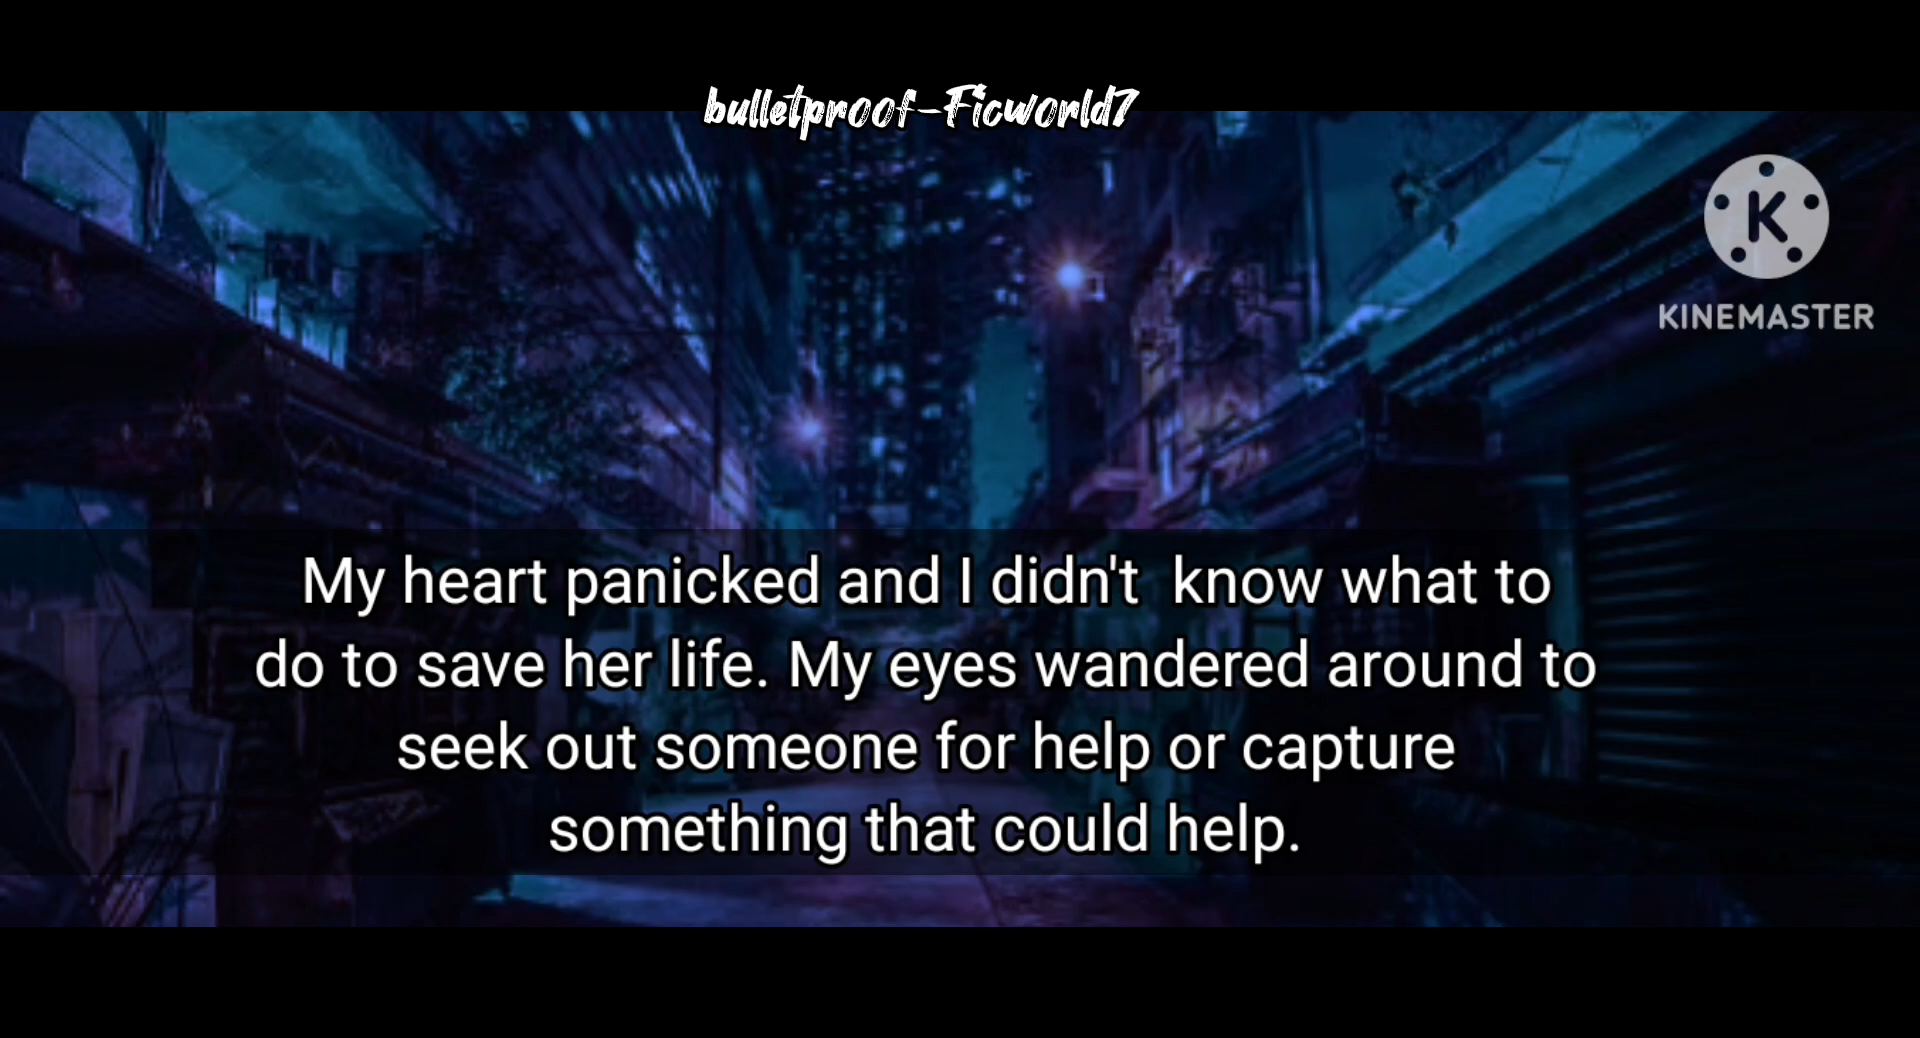 bulletproof-Ficworld7
K
KINEMASTER
My heart panicked and I didn't  know what to
do to save her life. My eyes wandered around to
seek out someone for help or capture
something that could help.